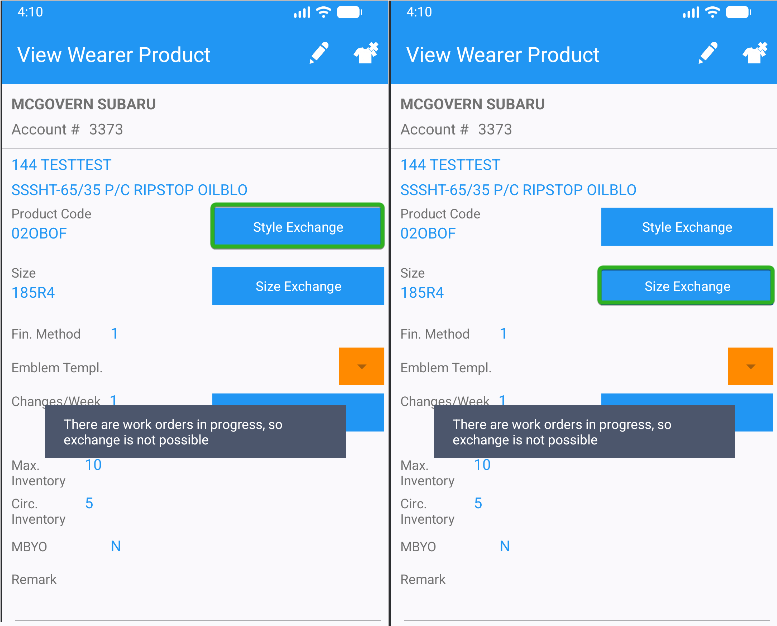 4:10
View Wearer Product
MCGOVERN SUBARU
Account # 3373
144 TESTTEST
SSSHT-65/35 P/C RIPSTOP OILBLO
Product Code
02OBOF
Style Exchange
Size
185R4
Size Exchange
Fin. Method 1
Emblem Templ.
Changes/Week 1
There are work orders in progress, so
exchange is not possible
Max.
Inventory
10
Circ.
Inventory
5
MBYO N
Remark
4:10
View Wearer Product
MCGOVERN SUBARU
Account # 3373
144 TESTTEST
SSSHT-65/35 P/C RIPSTOP OILBLO
Product Code
02OBOF
Style Exchange
Size
185R4
Size Exchange
Fin. Method 1
Emblem Templ.
Changes/Week 1
There are work orders in progress, so
exchange is not possible
Max.
Inventory
10
Circ.
Inventory
5
MBYO N
Remark